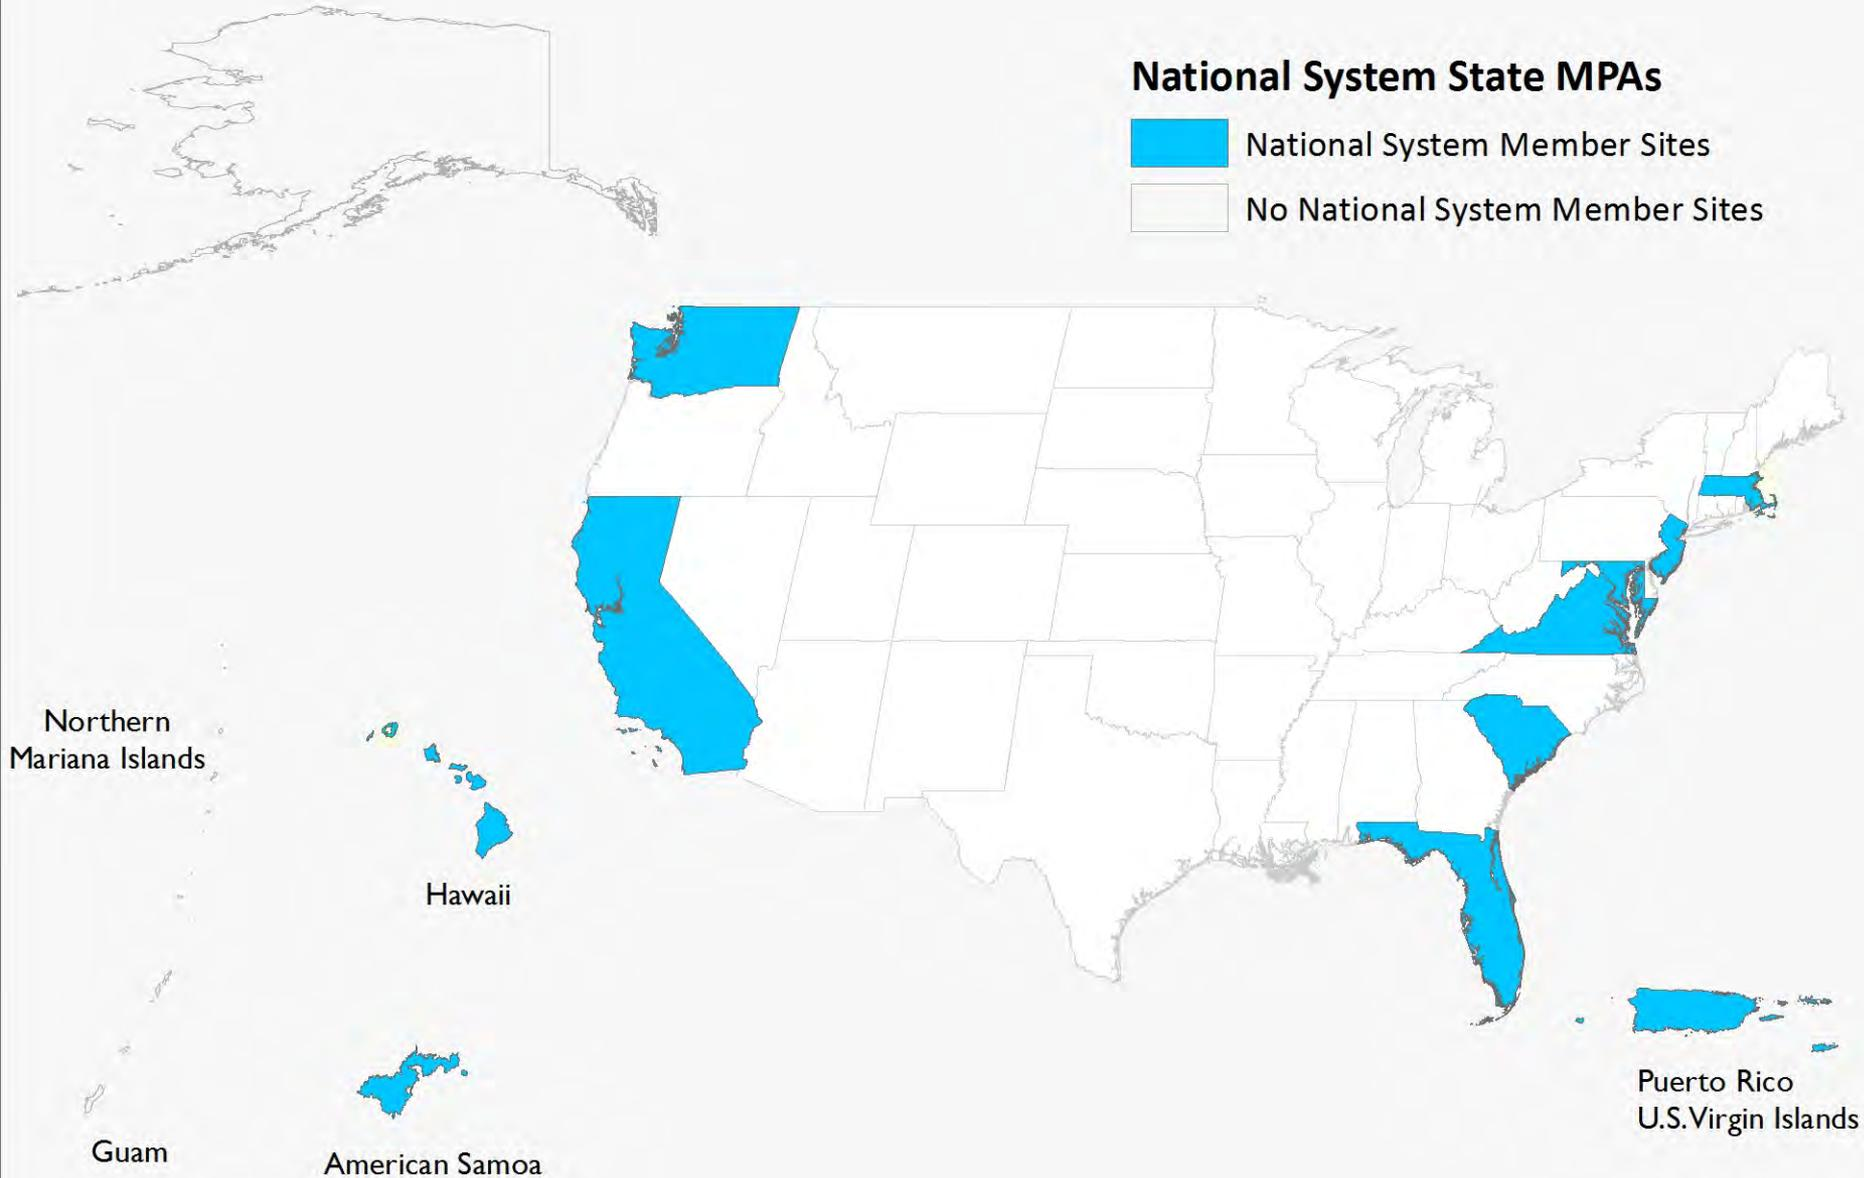 National System State MPAs
National System Member Sites
No National System Member Sites
Northern
Mariana Islands
Hawaii
Guam
American Samoa
Puerto Rico
U.S.Virgin Islands